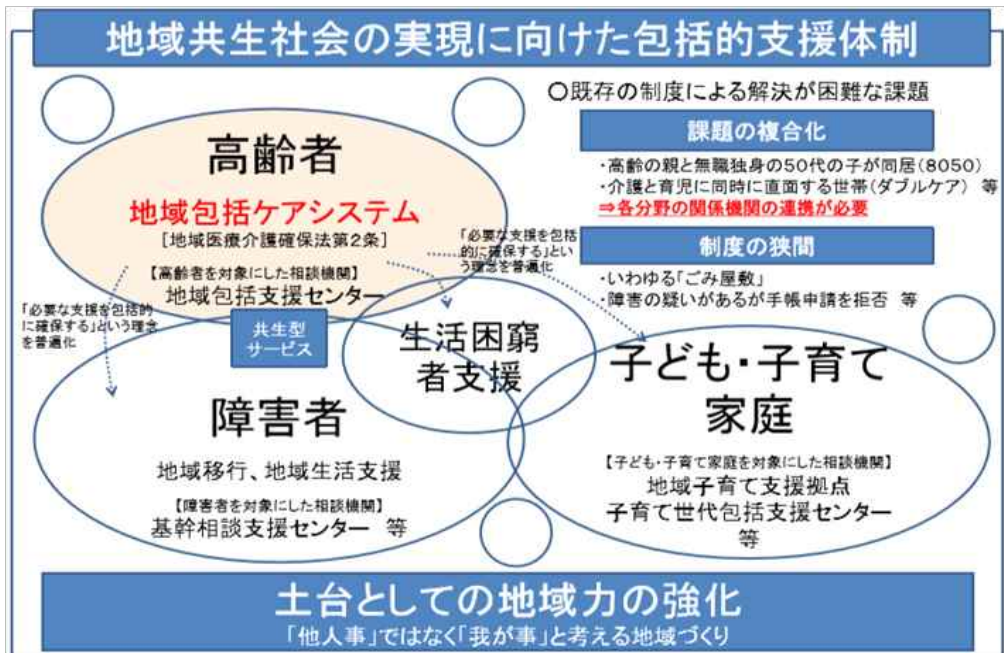 地域共生社会の実現に向けた包括的支援体制
○既存の制度による解決が困難な課題
課題の複合化
・高齢の親と無職独身の50代の子が同居(8050)
・介護と育児に同時に直面する世帯(ダブルケア) 等
⇒各分野の関係機関の連携が必要
制度の狭間
・いわゆる「ごみ屋敷」
・障害の疑いがあるが手帳申請を拒否 等
高齢者
地域包括ケアシステム
[地域医療介護確保法第2条]
【高齢者を対象にした相談機関】
地域包括支援センター
「必要な支援を包括
的に確保する」とい
う理念を普遍化
「必要な支援を包括的
に確保する」という理念
を普遍化
共生型
サービス
生活困窮
者支援
障害者
地域移行、地域生活支援
【障害者を対象にした相談機関】
基幹相談支援センター 等
子ども・子育て
家庭
【子ども・子育て家庭を対象にした相談機関】
地域子育て支援拠点
子育て世代包括支援センター
等
土台としての地域力の強化
「他人事」ではなく「我が事」と考える地域づくり